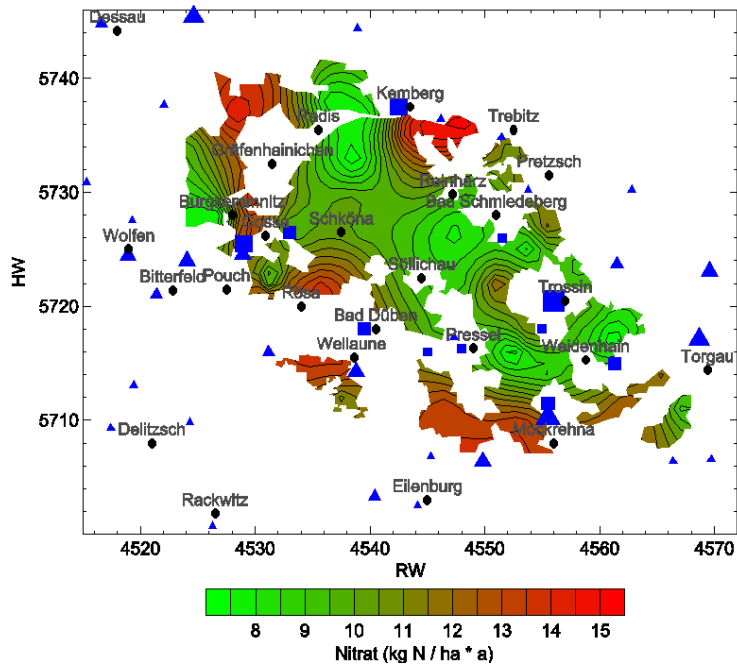 Dessau
5740
Kemberg
Radis
Trebitz
Gräfenhainichen
Pretzsch
5730
Reinharz
Burgkemnitz
Bad Schmiedeberg
Gossa
Schköna
Wolfen
HW
Söllichau
Bitterfeld
Pouch
Trossin
5720
Rösa
Bad Düben
Wellaune
Pressel
Weidenhain
Torgau
5710
Delitzsch
Mockrehna
Eilenburg
Rackwitz
4520 4530 4540 4550 4560 4570
RW
8 9 10 11 12 13 14 15
Nitrat (kg N / ha * a)